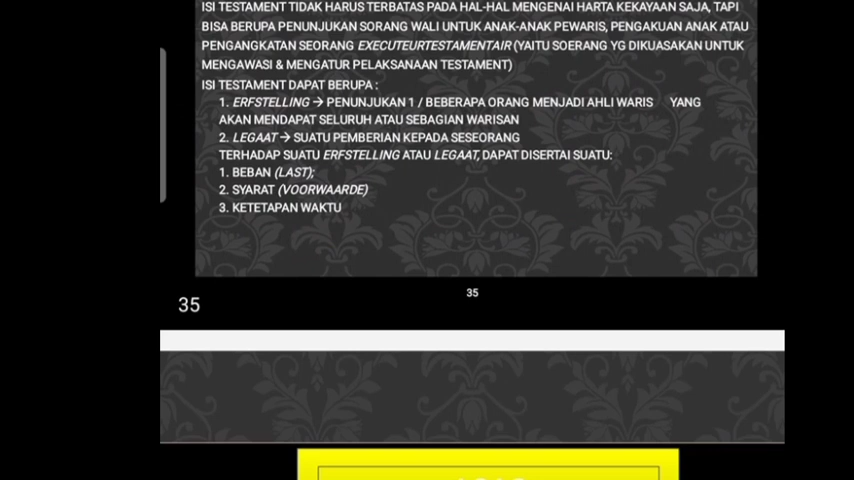 ISI TESTAMENT TIDAK HARUS TERBATAS PADA HAL-HAL MENGENAI HARTA KEKAYAAN SAJA, TAPI
BISA BERUPA PENUNJUKAN SORANG WALI UNTUK ANAK-ANAK PEWARIS, PENGAKUAN ANAK ATAU
PENGANGKATAN SEORANG EXECUTEURTESTAMENTAIR (YAITU SOERANG YG DIKUASAKAN UNTUK
MENGAWASI & MENGATUR PELAKSANAAN TESTAMENT)
ISI TESTAMENT DAPAT BERUPA :
1. ERFSTELLING → PENUNJUKAN 1 / BEBERAPA ORANG MENJADI AHLI WARIS YANG
AKAN MENDAPAT SELURUH ATAU SEBAGIAN WARISAN
2. LEGAAT → SUATU PEMBERIAN KEPADA SESEORANG
TERHADAP SUATU ERFSTELLING ATAU LEGAAT, DAPAT DISERTAI SUATU:
1. BEBAN (LAST);
2. SYARAT (VOORWAARDE)
3. KETETAPAN WAKTU
35
35